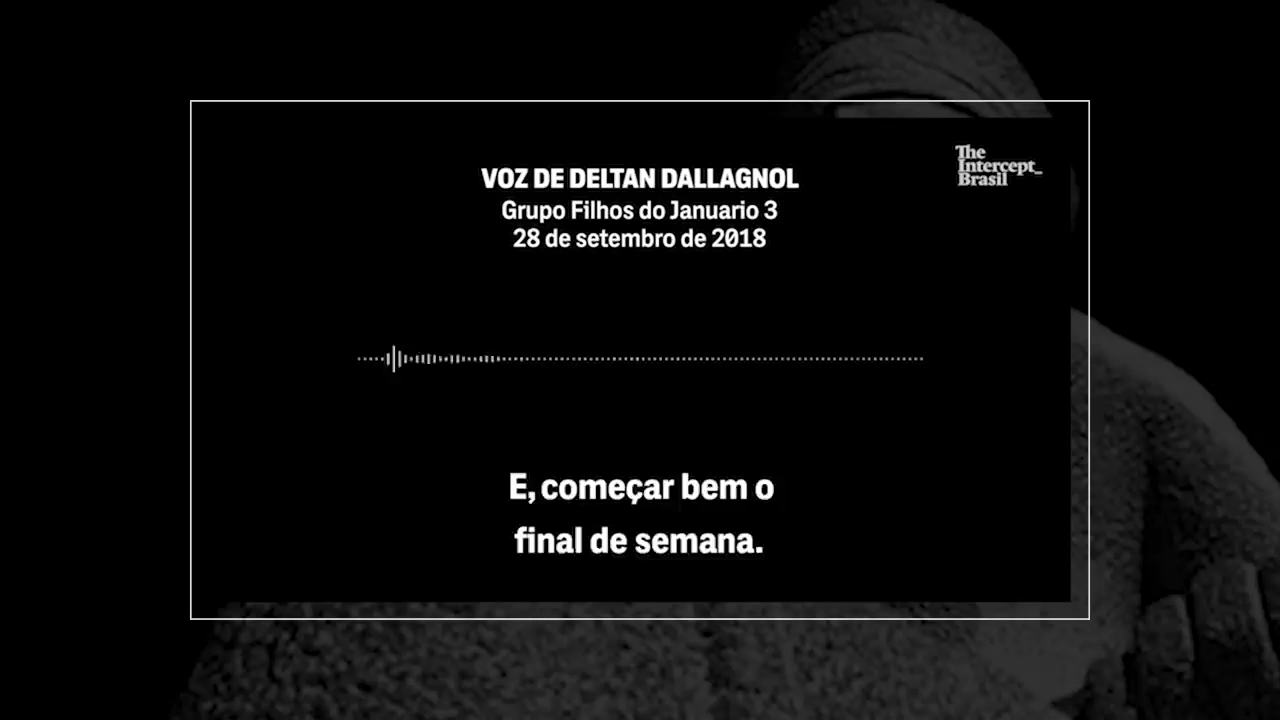 The
Intercept_
Brasil
VOZ DE DELTAN DALLAGNOL
Grupo Filhos do Januario 3
28 de setembro de 2018
E, começar bem o
final de semana.